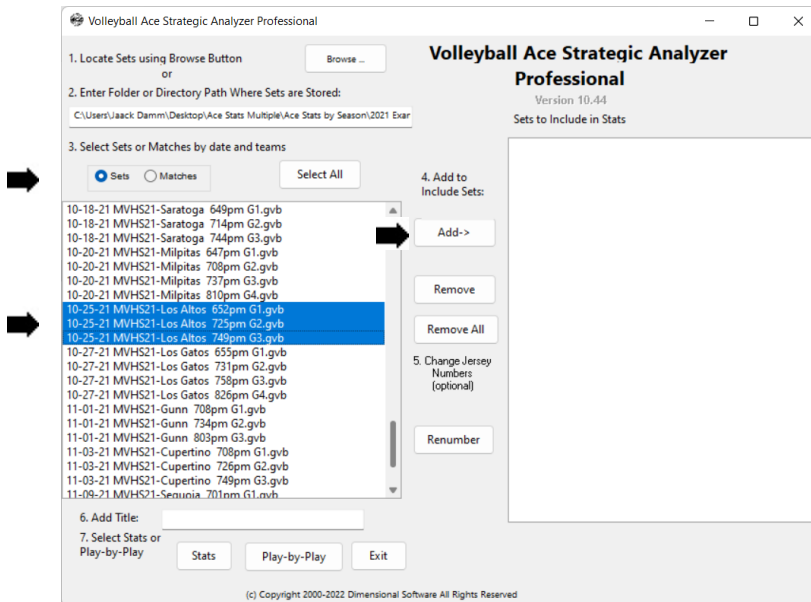 Volleyball Ace Strategic Analyzer Professional
1. Locate Sets using Browse Button
or
Browse ...
2. Enter Folder or Directory Path Where Sets are Stored:
C:\Users\Jaack Damm\Desktop\Ace Stats Multiple\Ace Stats by Season\2021 Exar
3. Select Sets or Matches by date and teams
Sets
Matches
Select All
10-18-21 MVHS21-Saratoga 649pm G1.gvb
10-18-21 MVHS21-Saratoga 714pm G2.gvb
10-18-21 MVHS21-Saratoga 744pm G3.gvb
10-20-21 MVHS21-Milpitas 647pm G1.gvb
10-20-21 MVHS21-Milpitas 708pm G2.gvb
10-20-21 MVHS21-Milpitas 737pm G3.gvb
10-20-21 MVHS21-Milpitas 810pm G4.gvb
10-25-21 MVHS21-Los Altos 652pm G1.gvb
10-25-21 MVHS21-Los Altos 725pm G2.gvb
10-25-21 MVHS21-Los Altos 749pm G3.gvb
10-27-21 MVHS21-Los Gatos 655pm G1.gvb
10-27-21 MVHS21-Los Gatos 731pm G2.gvb
10-27-21 MVHS21-Los Gatos 758pm G3.gvb
10-27-21 MVHS21-Los Gatos 826pm G4.gvb
11-01-21 MVHS21-Gunn 708pm G1.gvb
11-01-21 MVHS21-Gunn 734pm G2.gvb
11-01-21 MVHS21-Gunn 803pm G3.gvb
11-03-21 MVHS21-Cupertino 708pm G1.gvb
11-03-21 MVHS21-Cupertino 726pm G2.gvb
11-03-21 MVHS21-Cupertino 749pm G3.gvb
11-09-21 MVHS21-Sequoia 701pm G1.gvb
4. Add to
Include Sets:
Add->
Remove
Remove All
5. Change Jersey
Numbers
(optional)
Renumber
Volleyball Ace Strategic Analyzer
Professional
Version 10.44
Sets to Include in Stats
6. Add Title:
7. Select Stats or
Play-by-Play
Stats
Play-by-Play
Exit
(c) Copyright 2000-2022 Dimensional Software All Rights Reserved